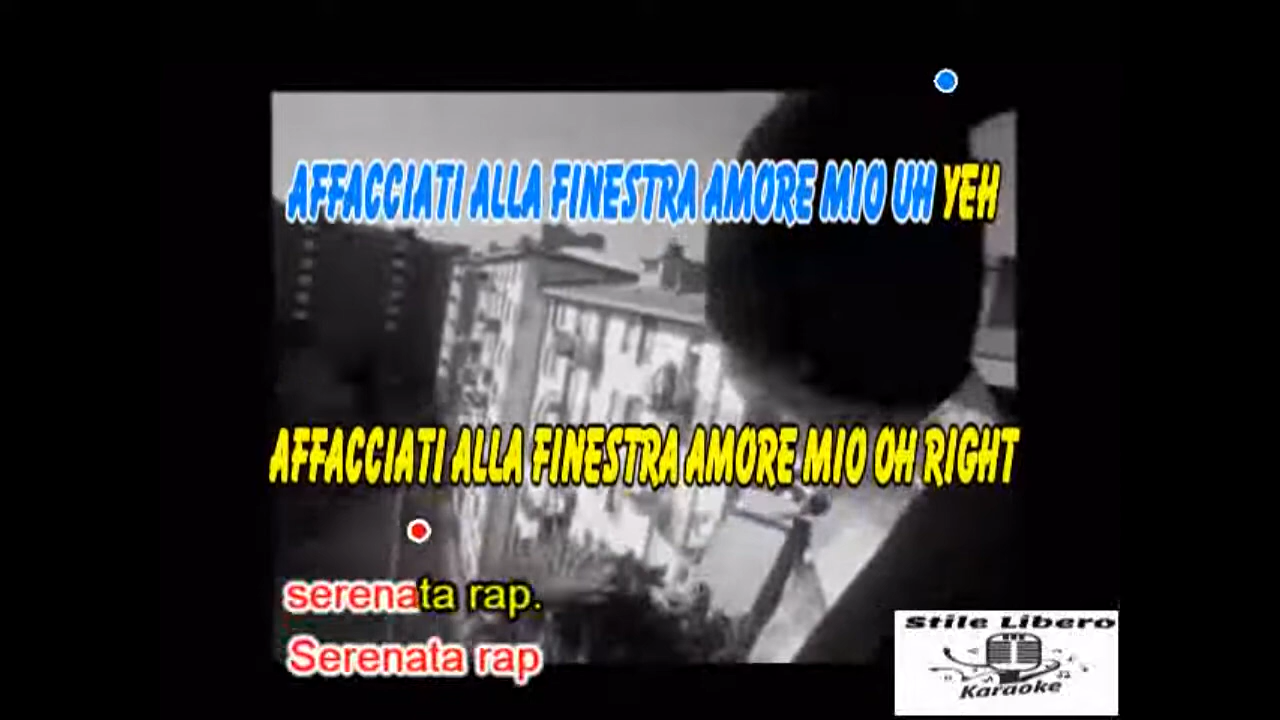 AFFACCIATI ALLA FINESTRA AMORE MIO UH YEH
AFFACCIATI ALLA FINESTRA AMORE MIO OH RIGHT
serenata rap.
Serenata rap
Stile Libero
Karaoke